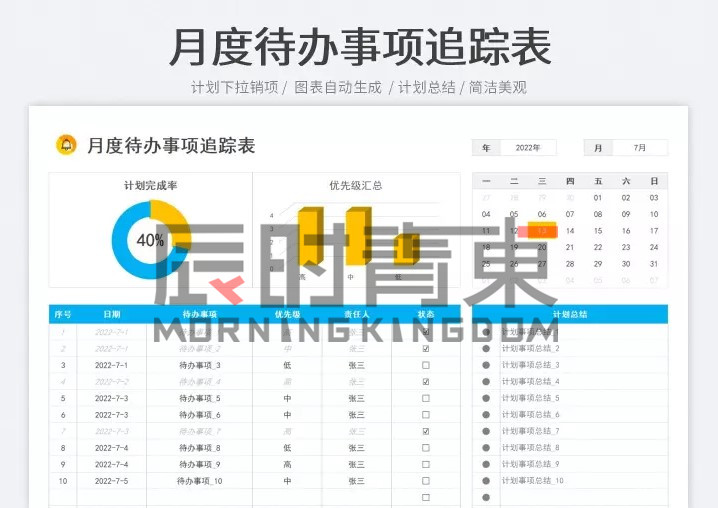 月度待办事项追踪表
计划下拉销项 / 图表自动生成 / 计划总结 / 简洁美观
月度待办事项追踪表
年 2022年 月 7月
计划完成率
40%
优先级汇总
4
3
2
1
0
高 中 低
一 二 三 四 五 六 日
27 28 29 30 01 02 03
04 05 06 07 08 09 10
11 12 13 14 15 16 17
18 19 20 21 22 23 24
25 26 27 28 29 30 31
辰时青東
MORNINGKINGDOM
序号 日期 待办事项 优先级 责任人 状态 计划总结
1 2022-7-1 待办事项_1 高 张三 ☑ 计划事项总结_1
2 2022-7-1 待办事项_2 中 张三 ☑ 计划事项总结_2
3 2022-7-1 待办事项_3 低 张三 ☐ 计划事项总结_3
4 2022-7-2 待办事项_4 高 张三 ☑ 计划事项总结_4
5 2022-7-3 待办事项_5 中 张三 ☐ 计划事项总结_5
6 2022-7-3 待办事项_6 中 张三 ☐ 计划事项总结_6
7 2022-7-3 待办事项_7 高 张三 ☑ 计划事项总结_7
8 2022-7-4 待办事项_8 低 张三 ☐ 计划事项总结_8
9 2022-7-4 待办事项_9 高 张三 ☐ 计划事项总结_9
10 2022-7-5 待办事项_10 中 张三 ☐ 计划事项总结_10